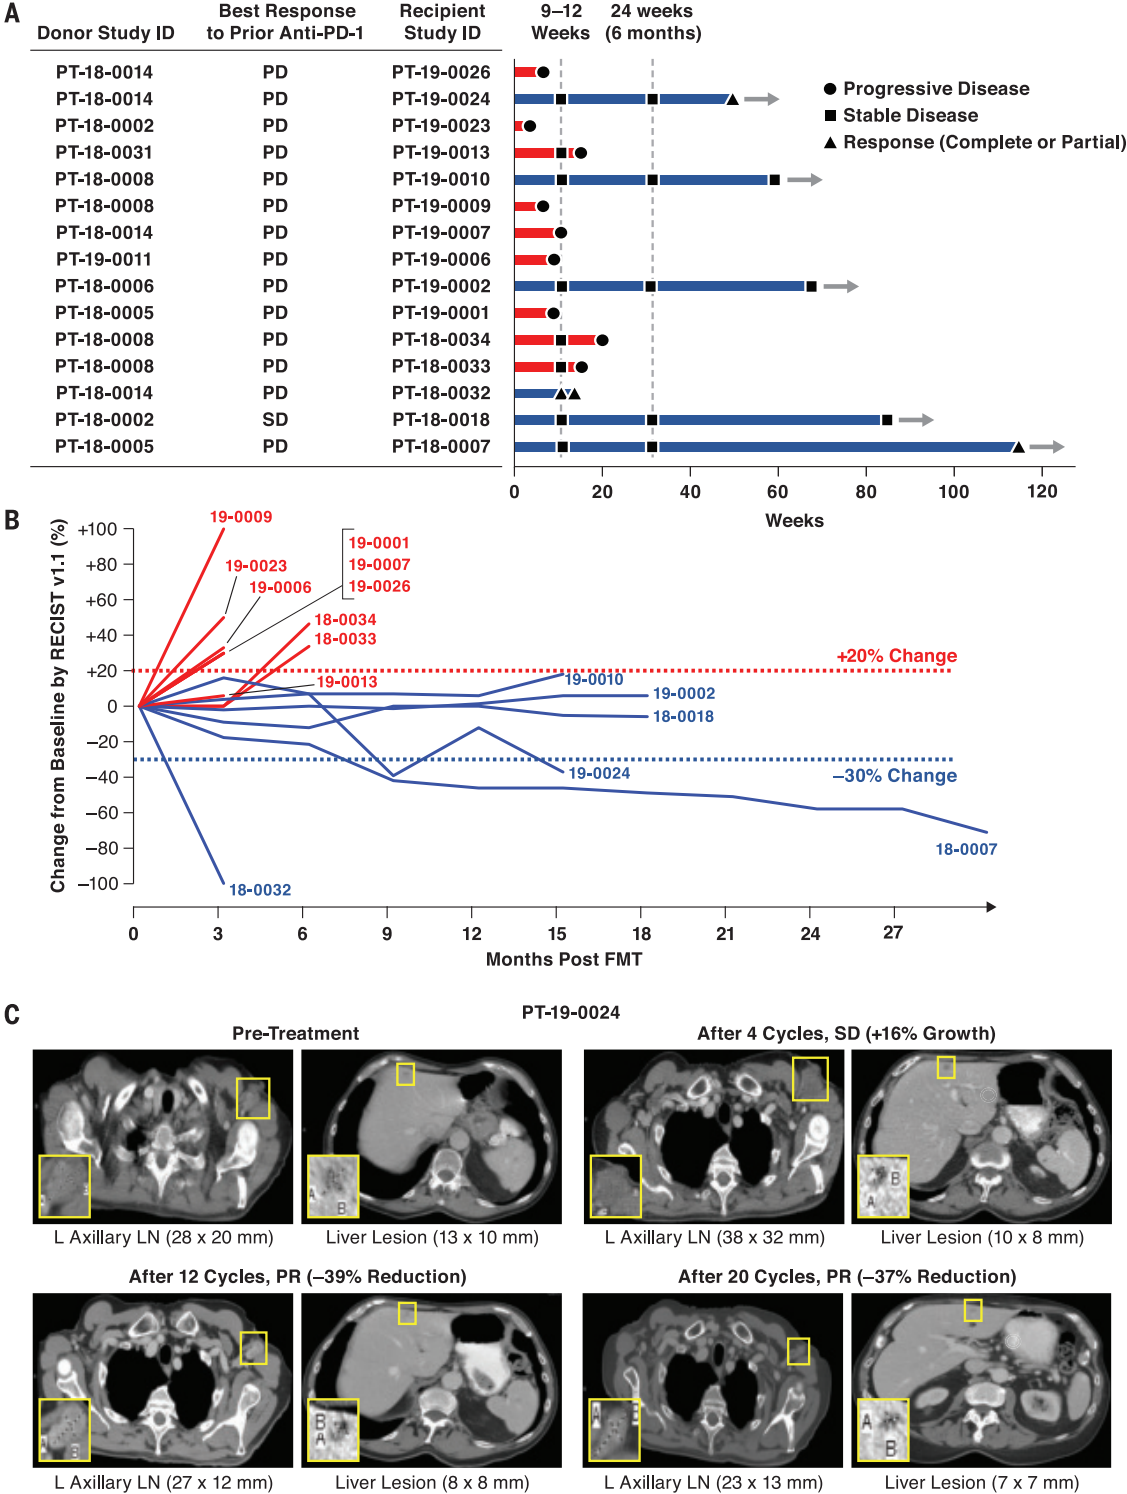 A
Donor Study ID
Best Response
to Prior Anti-PD-1
Recipient
Study ID
9–12
Weeks
24 weeks
(6 months)
PT-18-0014 PD PT-19-0026
PT-18-0014 PD PT-19-0024
PT-18-0002 PD PT-19-0023
PT-18-0031 PD PT-19-0013
PT-18-0008 PD PT-19-0010
PT-18-0008 PD PT-19-0009
PT-18-0014 PD PT-19-0007
PT-19-0011 PD PT-19-0006
PT-18-0006 PD PT-19-0002
PT-18-0005 PD PT-19-0001
PT-18-0008 PD PT-18-0034
PT-18-0008 PD PT-18-0033
PT-18-0014 PD PT-18-0032
PT-18-0002 SD PT-18-0018
PT-18-0005 PD PT-18-0007
Progressive Disease
Stable Disease
Response (Complete or Partial)
0 20 40 60 80 100 120
Weeks
B
Change from Baseline by RECIST v1.1 (%)
+100
+80
+60
+40
+20
0
–20
–40
–60
–80
–100
19-0009
19-0023
19-0006
19-0001
19-0007
19-0026
18-0034
18-0033
19-0013
+20% Change
19-0010
19-0002
18-0018
19-0024
–30% Change
18-0007
18-0032
0 3 6 9 12 15 18 21 24 27
Months Post FMT
C
PT-19-0024
Pre-Treatment
After 4 Cycles, SD (+16% Growth)
A
B
A
B
L Axillary LN (28 x 20 mm)
Liver Lesion (13 x 10 mm)
L Axillary LN (38 x 32 mm)
Liver Lesion (10 x 8 mm)
After 12 Cycles, PR (–39% Reduction)
After 20 Cycles, PR (–37% Reduction)
A
B
B
A
A
B
A
B
L Axillary LN (27 x 12 mm)
Liver Lesion (8 x 8 mm)
L Axillary LN (23 x 13 mm)
Liver Lesion (7 x 7 mm)